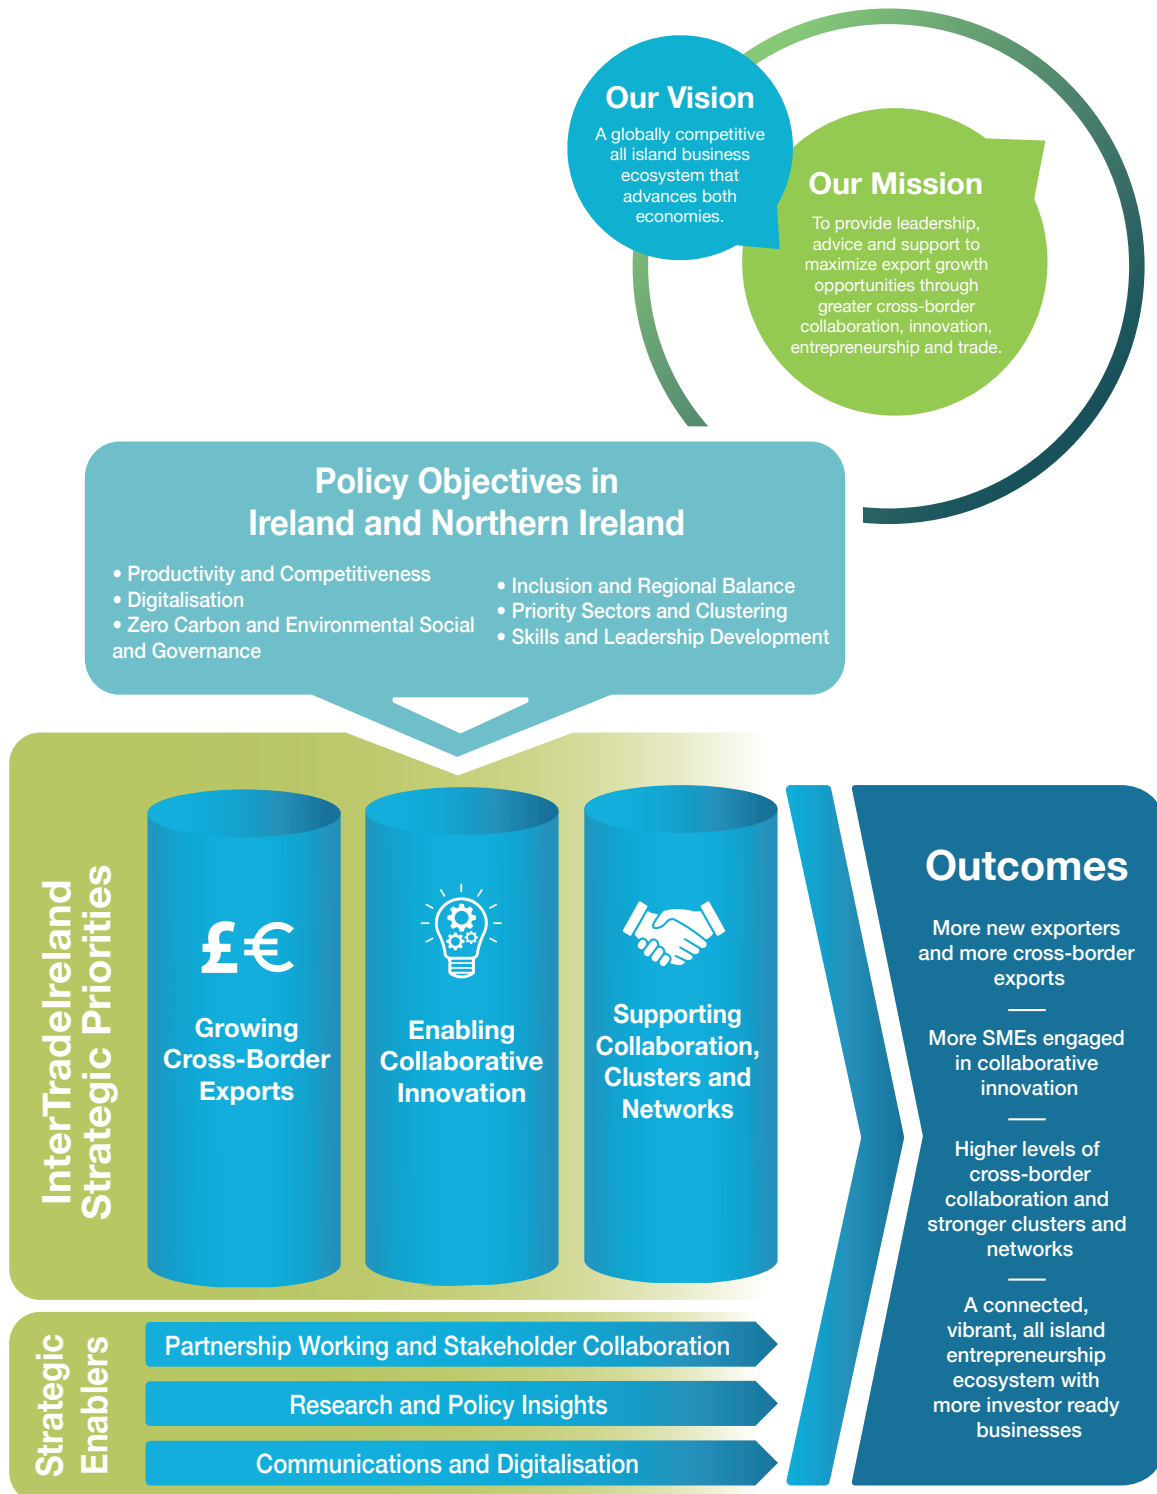 Our Vision
A globally competitive
all island business
ecosystem that
advances both
economies.
Our Mission
To provide leadership,
advice and support to
maximize export growth
opportunities through
greater cross-border
collaboration, innovation,
entrepreneurship and trade.
Policy Objectives in
Ireland and Northern Ireland
• Productivity and Competitiveness
• Digitalisation
• Zero Carbon and Environmental Social
and Governance
• Inclusion and Regional Balance
• Priority Sectors and Clustering
• Skills and Leadership Development
InterTradeIreland
Strategic Priorities
£€
Growing
Cross-Border
Exports
Enabling
Collaborative
Innovation
Supporting
Collaboration,
Clusters and
Networks
Strategic
Enablers
Partnership Working and Stakeholder Collaboration
Research and Policy Insights
Communications and Digitalisation
Outcomes
More new exporters
and more cross-border
exports
More SMEs engaged
in collaborative
innovation
Higher levels of
cross-border
collaboration and
stronger clusters and
networks
A connected,
vibrant, all island
entrepreneurship
ecosystem with
more investor ready
businesses